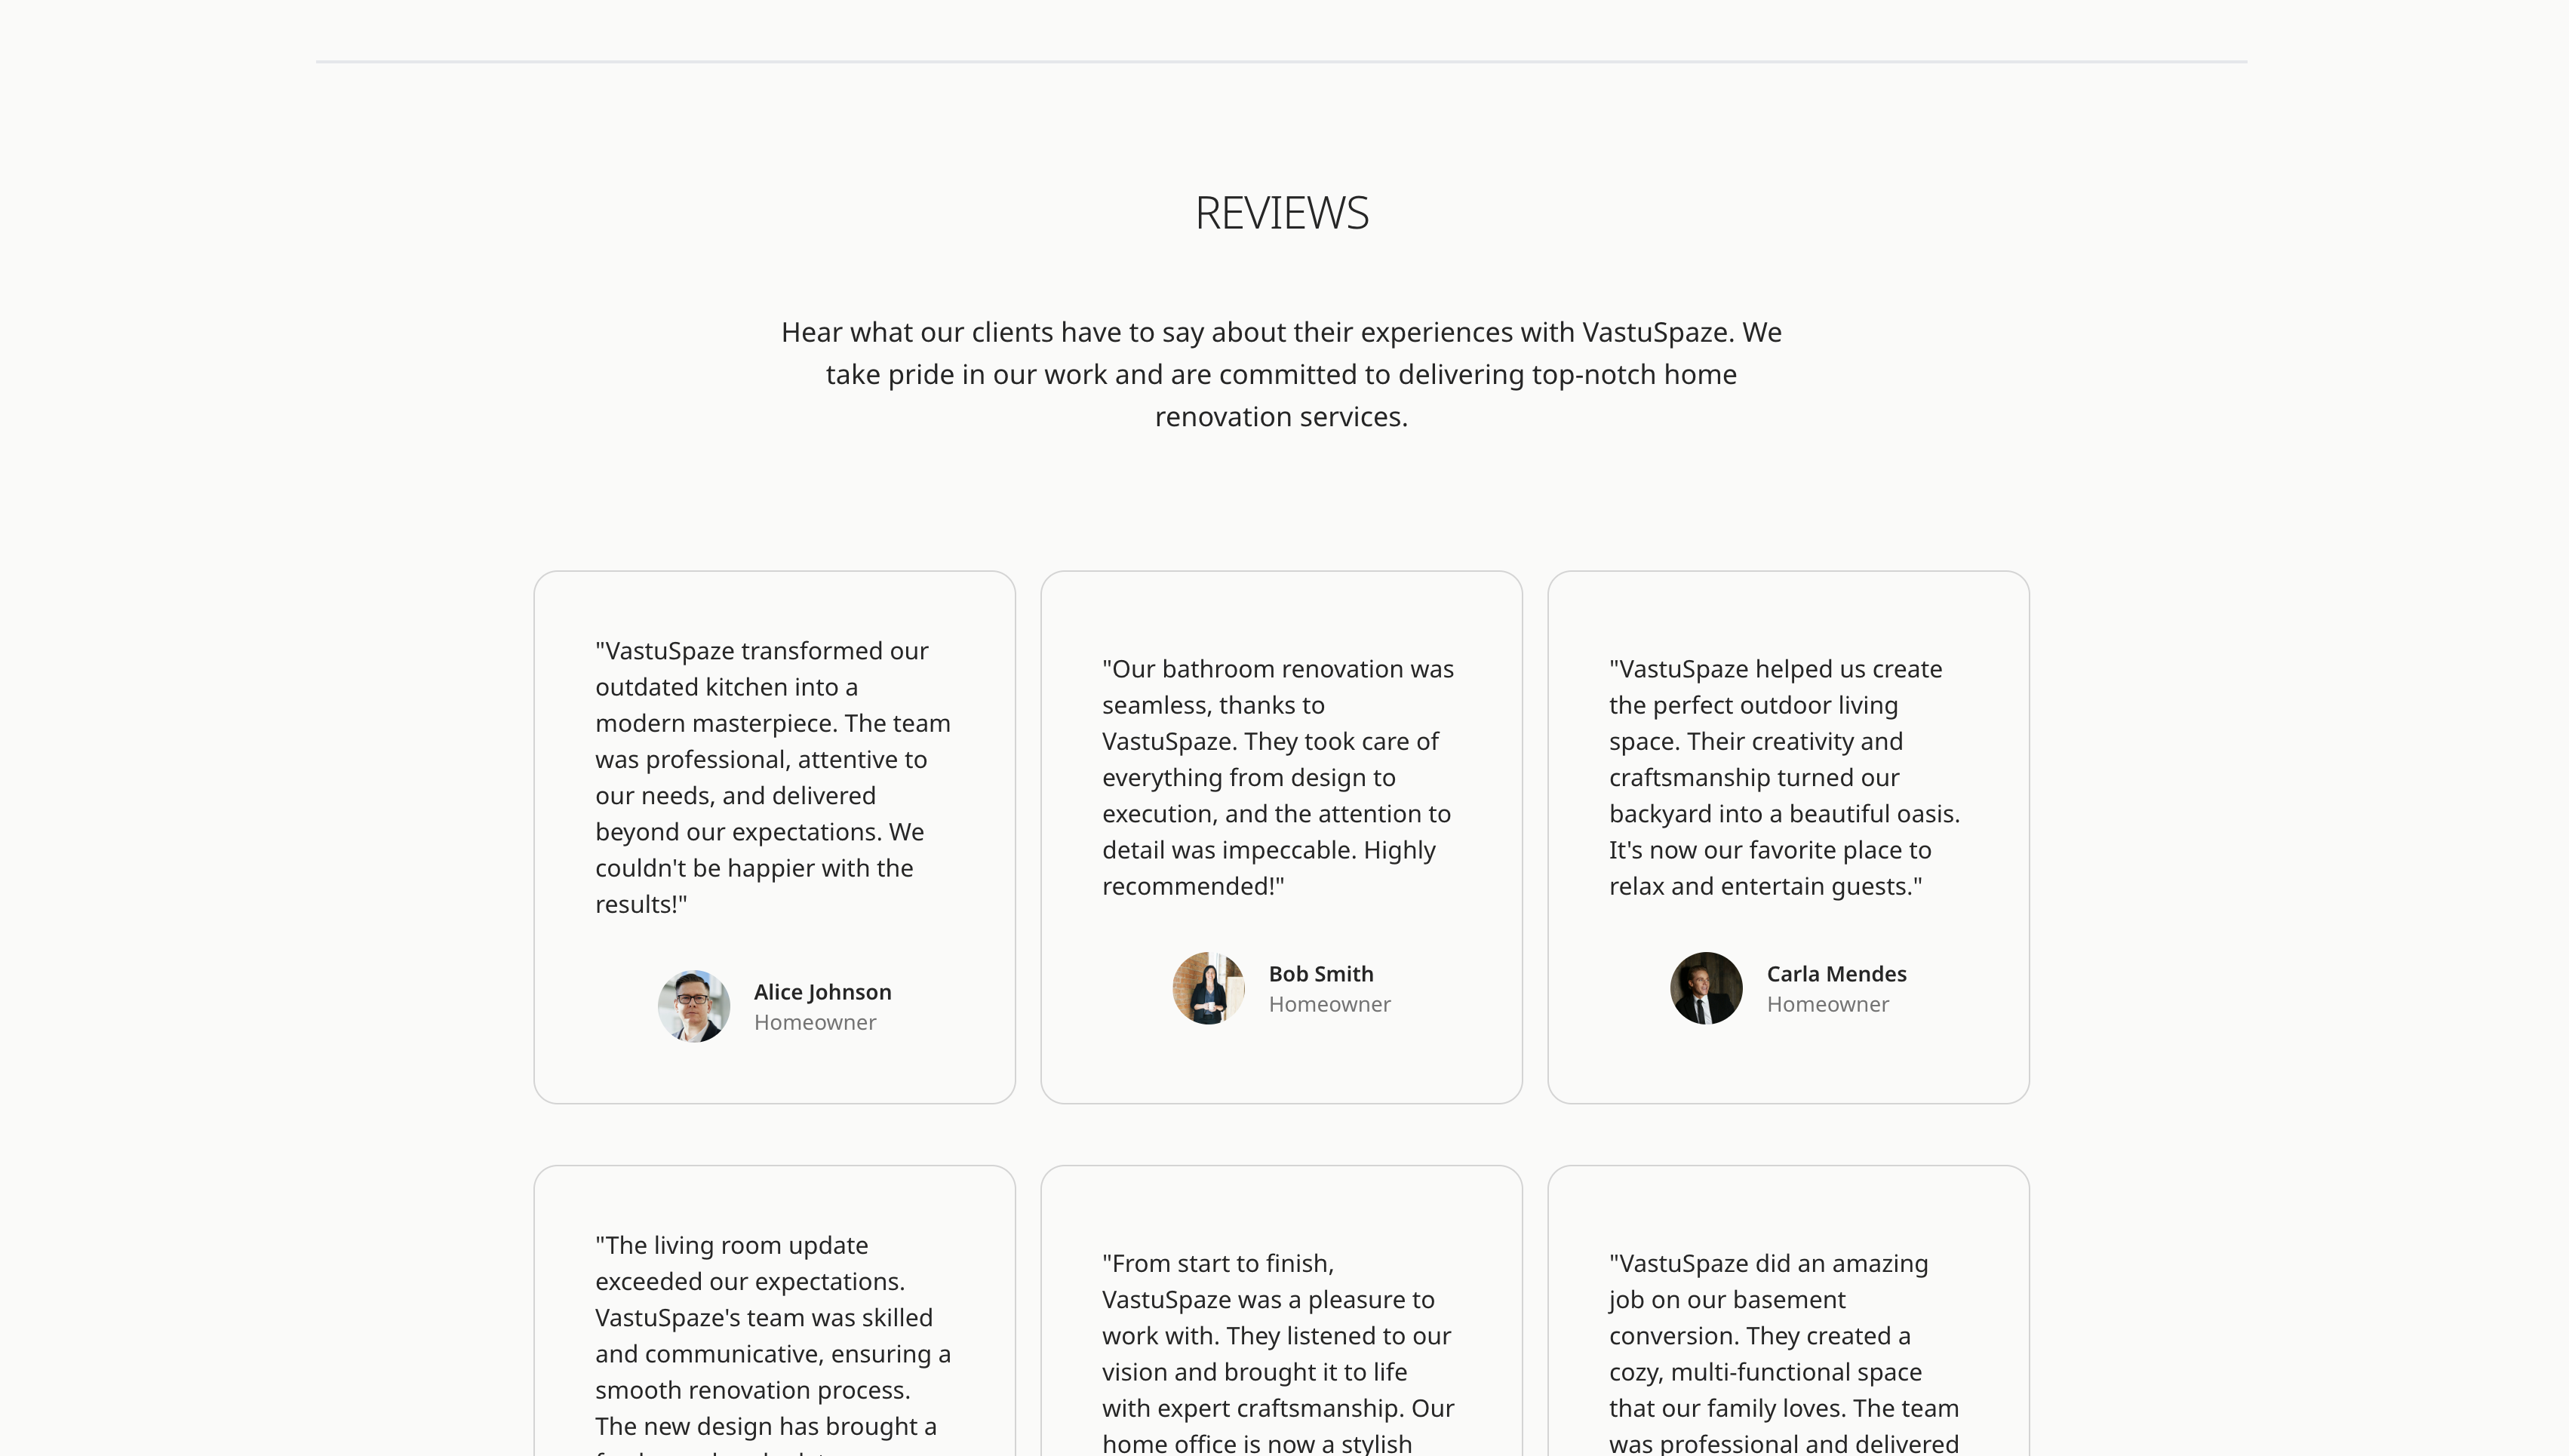 REVIEWS
Hear what our clients have to say about their experiences with VastuSpaze. We
take pride in our work and are committed to delivering top-notch home
renovation services.
"VastuSpaze transformed our
outdated kitchen into a
modern masterpiece. The team
was professional, attentive to
our needs, and delivered
beyond our expectations. We
couldn't be happier with the
results!"
Alice Johnson
Homeowner
"Our bathroom renovation was
seamless, thanks to
VastuSpaze. They took care of
everything from design to
execution, and the attention to
detail was impeccable. Highly
recommended!"
Bob Smith
Homeowner
"VastuSpaze helped us create
the perfect outdoor living
space. Their creativity and
craftsmanship turned our
backyard into a beautiful oasis.
It's now our favorite place to
relax and entertain guests."
Carla Mendes
Homeowner
"The living room update
exceeded our expectations.
VastuSpaze's team was skilled
and communicative, ensuring a
smooth renovation process.
The new design has brought a
"From start to finish,
VastuSpaze was a pleasure to
work with. They listened to our
vision and brought it to life
with expert craftsmanship. Our
home office is now a stylish
"VastuSpaze did an amazing
job on our basement
conversion. They created a
cozy, multi-functional space
that our family loves. The team
was professional and delivered